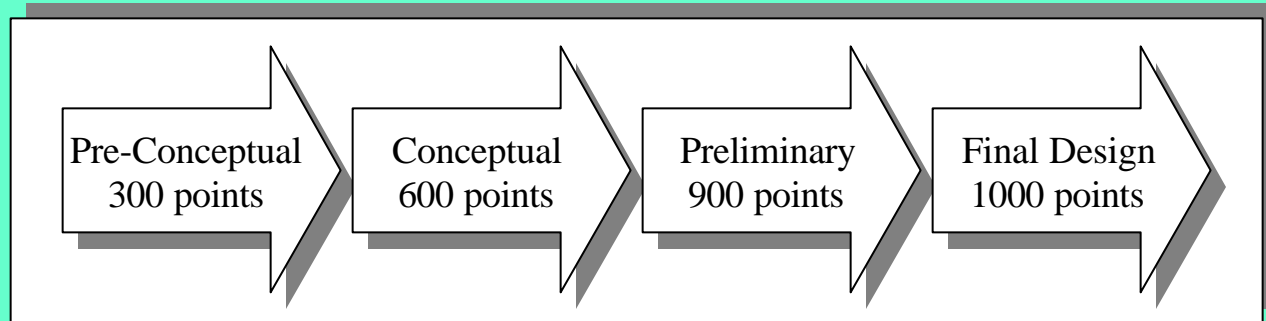 Pre-Conceptual
300 points
Conceptual
600 points
Preliminary
900 points
Final Design
1000 points